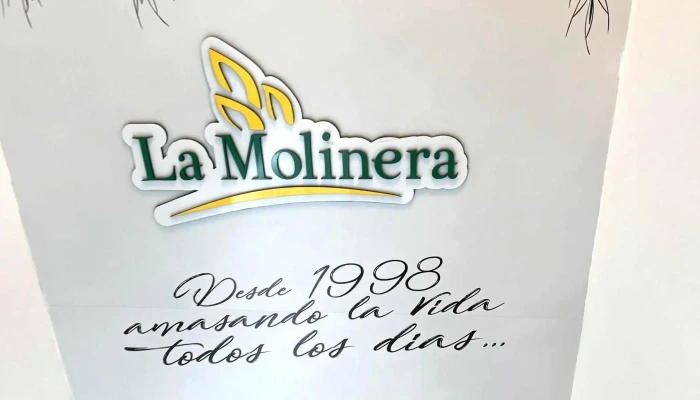 La Molinera
Desde 1998
amasando la vida
todos los dias...